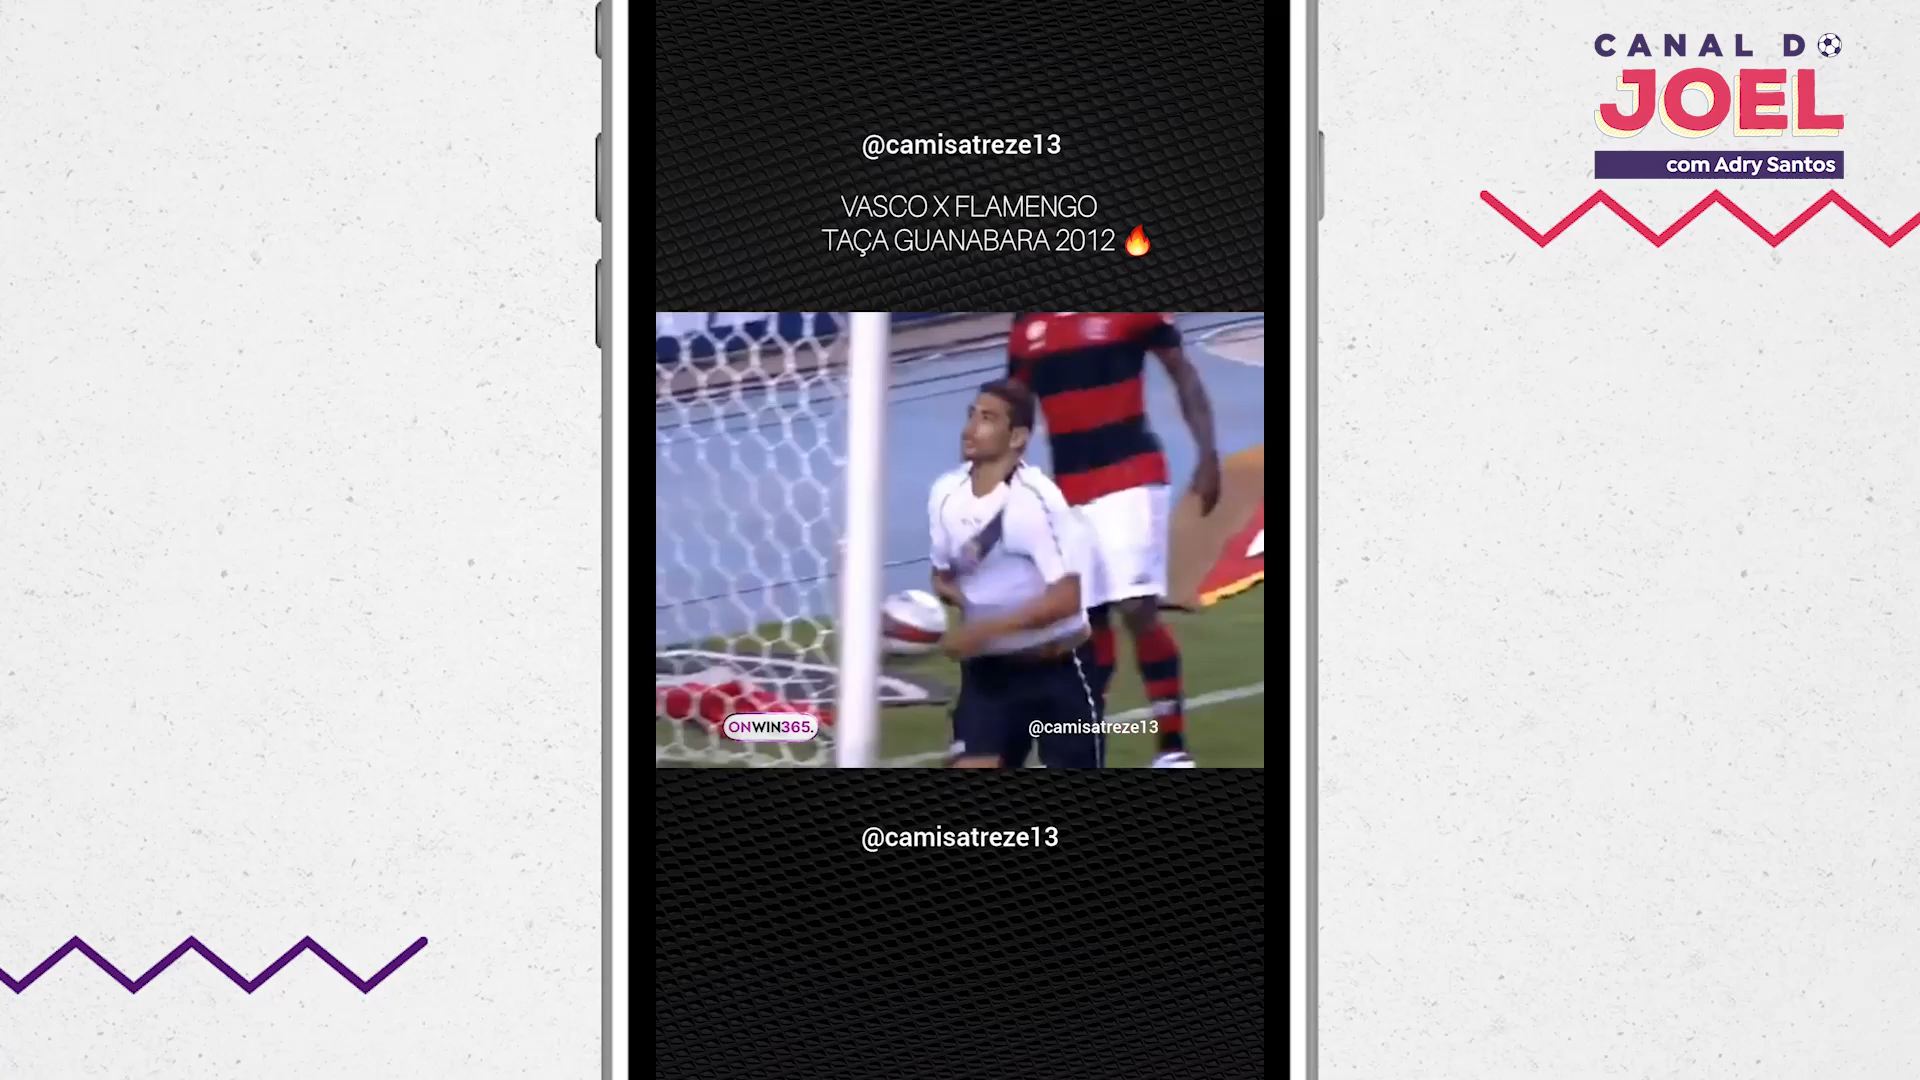 CANAL DO
JOEL
com Adry Santos
@camisatreze13
VASCO X FLAMENGO
TAÇA GUANABARA 2012 🔥
ONWIN365.
@camisatreze13
@camisatreze13